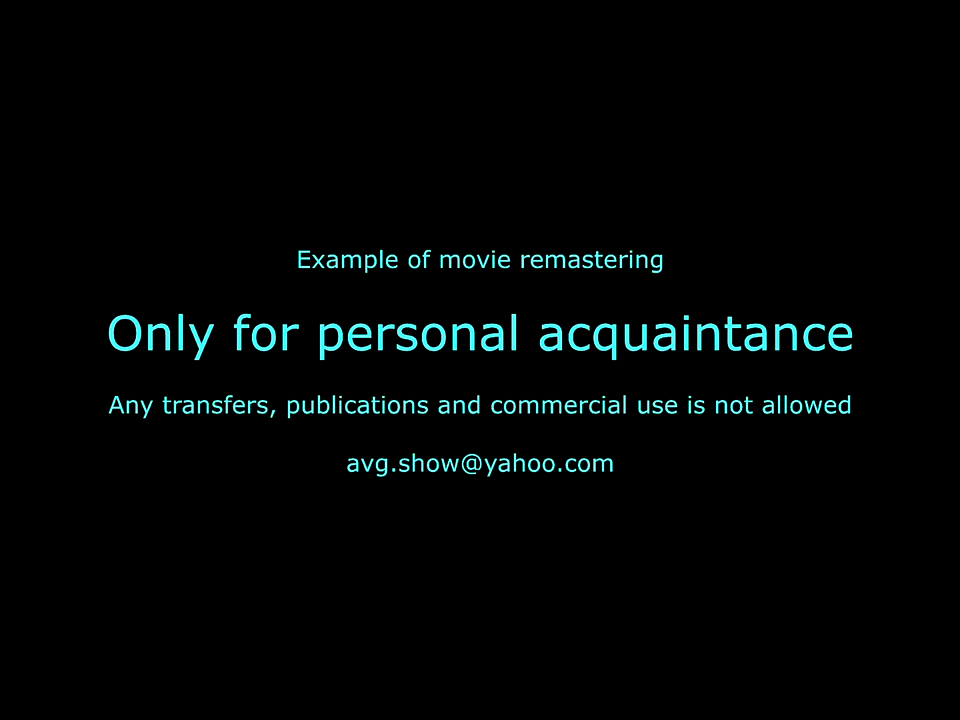 Example of movie remastering
Only for personal acquaintance
Any transfers, publications and commercial use is not allowed
avg.show@yahoo.com